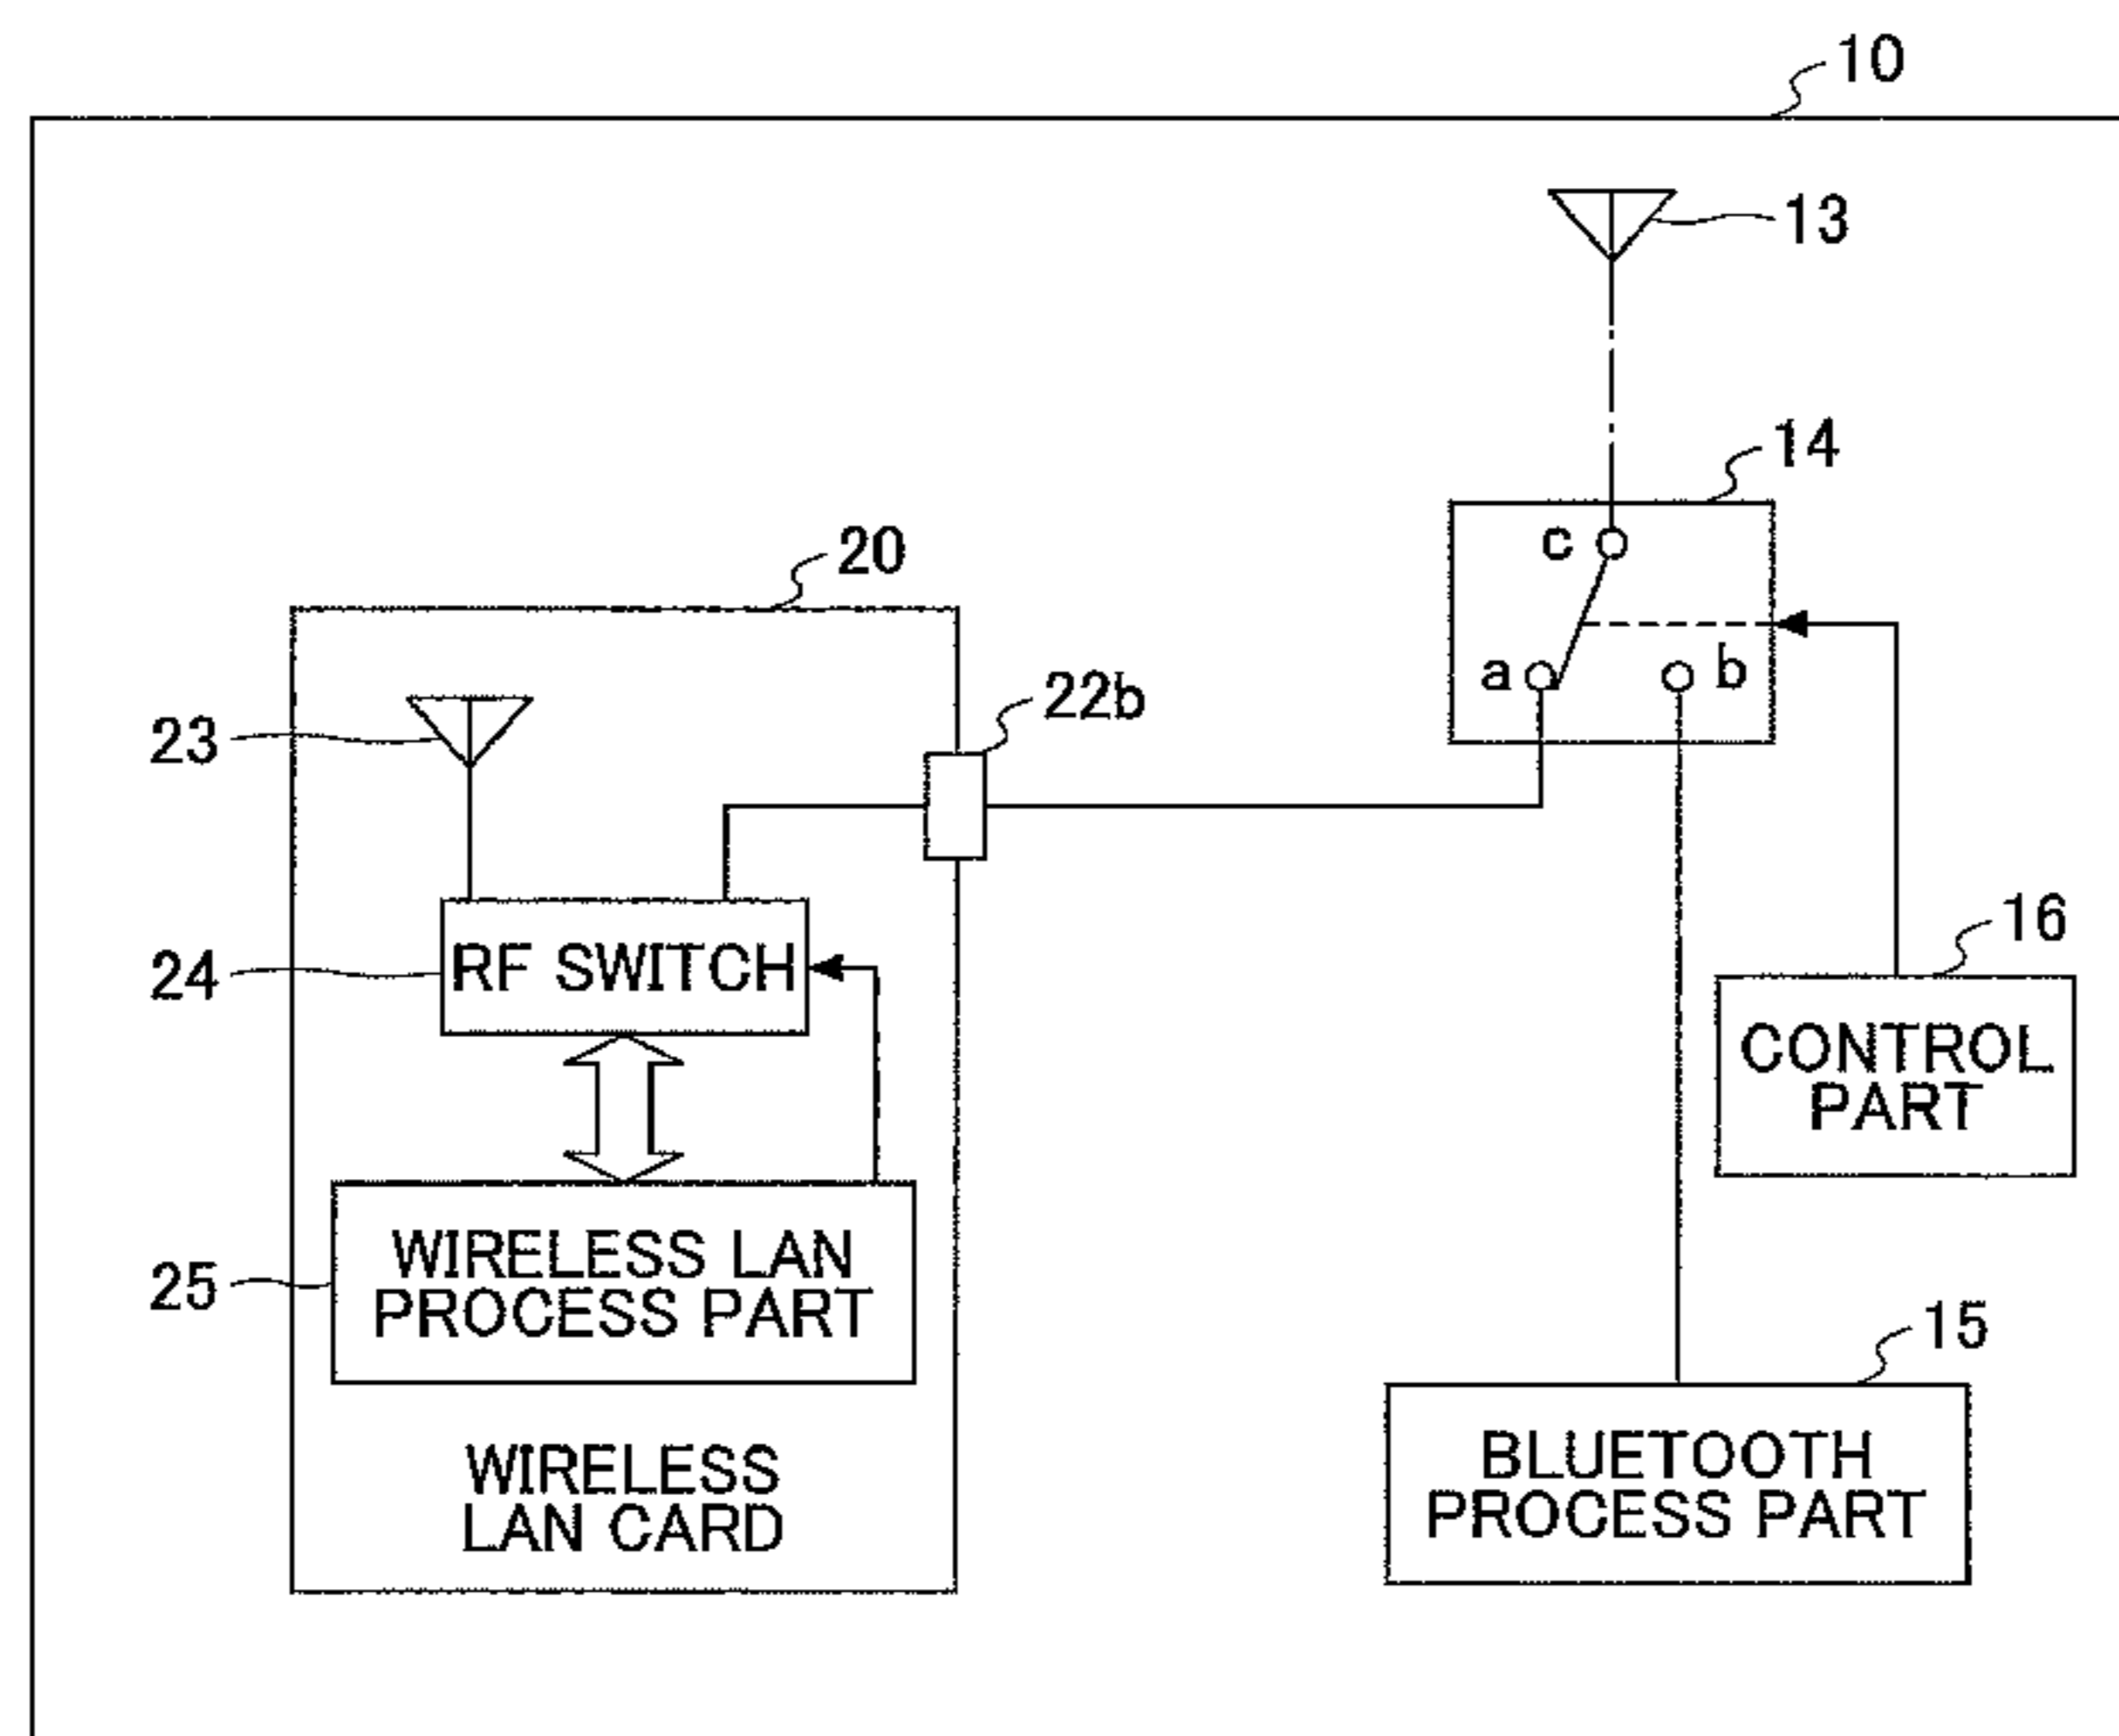 10
13
14
c
a
b
20
22b
23
RF SWITCH
24
16
CONTROL
PART
WIRELESS LAN
PROCESS PART
25
15
BLUETOOTH
PROCESS PART
WIRELESS
LAN CARD